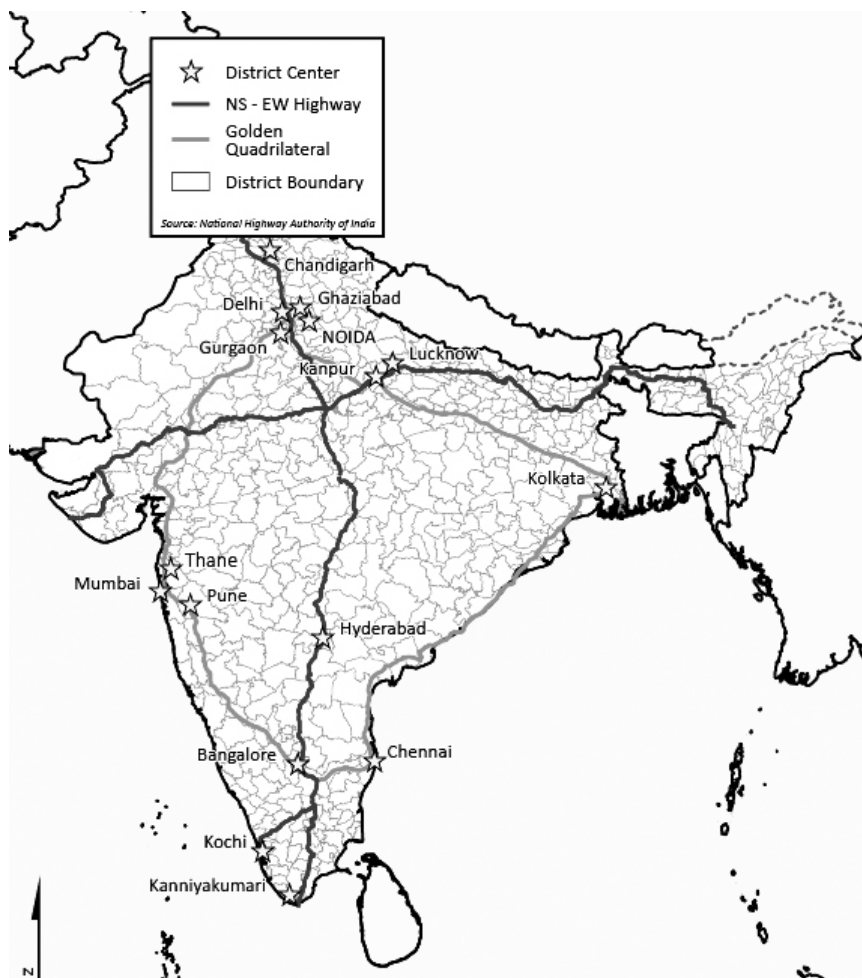 District Center
NS - EW Highway
Golden
Quadrilateral
District Boundary
Source: National Highway Authority of India
Chandigarh
Delhi
Ghaziabad
Gurgaon
NOIDA
Kanpur
Lucknow
Kolkata
Thane
Mumbai
Pune
Hyderabad
Bangalore
Chennai
Kochi
Kanniyakumari
N